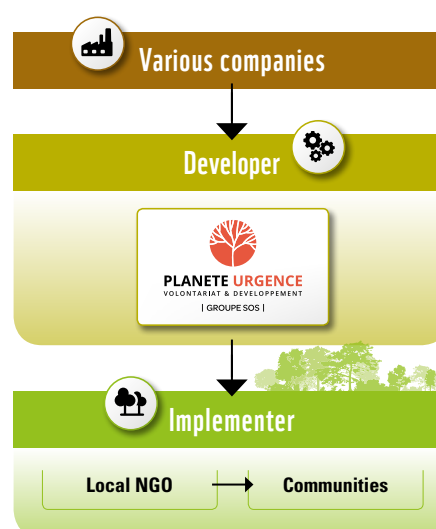 Various companies
Developer
PLANETE URGENCE
VOLONTARIAT & DEVELOPPEMENT
| GROUPE SOS |
Implementer
Local NGO
Communities